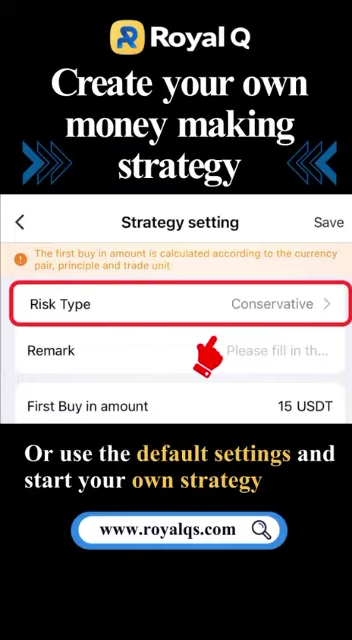 Royal Q
Create your own
money making
strategy
Strategy setting
Save
The first buy in amount is calculated according to the currency
pair, principle and trade unit
Risk Type
Conservative
Remark
Please fill in th...
First Buy in amount
15 USDT
Or use the default settings and
start your own strategy
www.royalqs.com